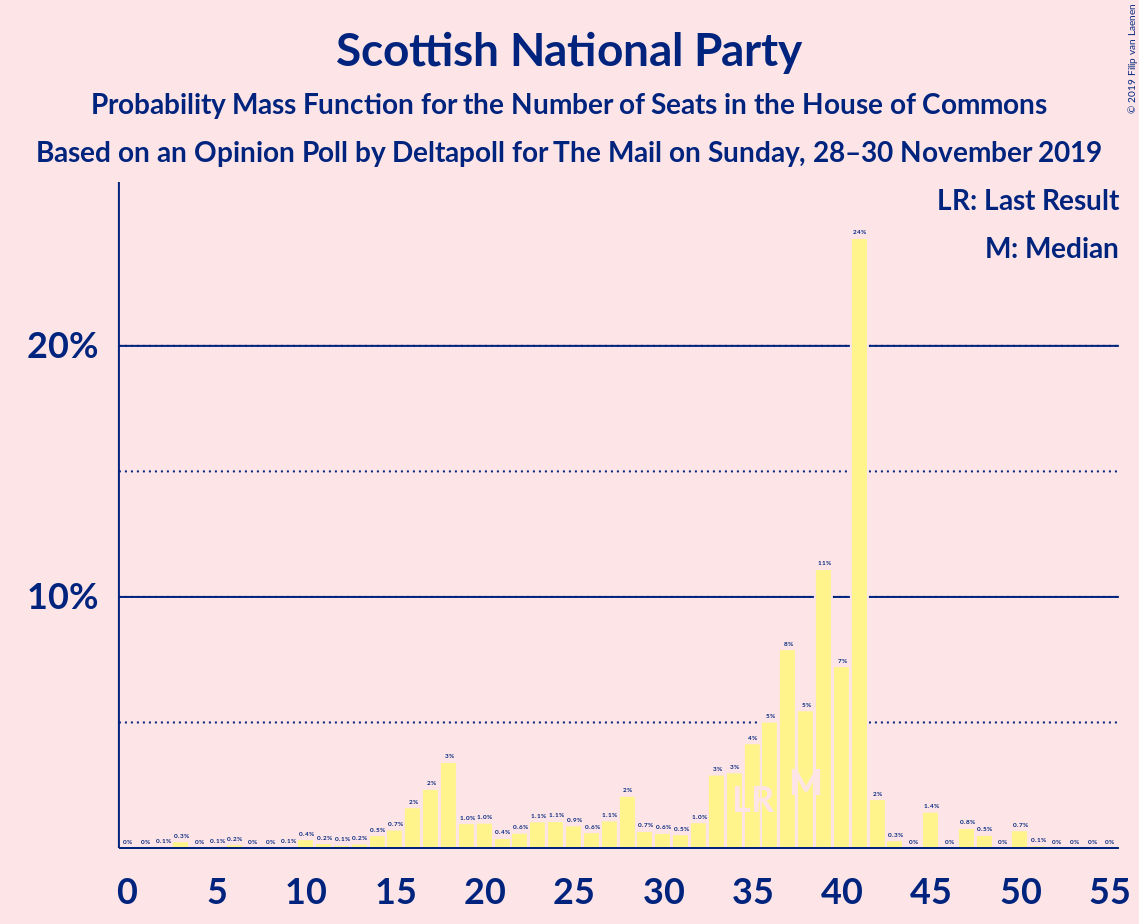 Scottish National Party
Probability Mass Function for the Number of Seats in the House of Commons
Based on an Opinion Poll by Deltapoll for The Mail on Sunday, 28–30 November 2019
© 2019 Filip van Laenen
LR: Last Result
M: Median
20%
10%
0% 0% 0.1% 0.3% 0% 0.1% 0.2% 0% 0% 0.1% 0.4% 0.2% 0.1% 0.2% 0.5% 0.7% 2% 2% 3% 1.0% 1.0% 0.4% 0.6% 1.1% 1.1% 0.9% 0.6% 1.1% 2% 0.7% 0.6% 0.5% 1.0% 3% 3% 4% 5% 8% 5% 11% 7% 24% 2% 0.3% 0% 1.4% 0% 0.8% 0.5% 0% 0.7% 0.1% 0% 0% 0% 0%
LR M
0 5 10 15 20 25 30 35 40 45 50 55